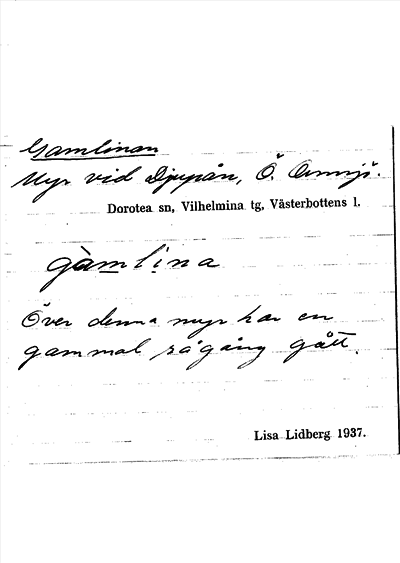 Gamlinan
Myr vid Djupån, Ö. Ormsjö.
Dorotea sn, Vilhelmina tg, Västerbottens l.
gàmlina
Över denna myr har en
gammal rågång gått.
Lisa Lidberg 1937.